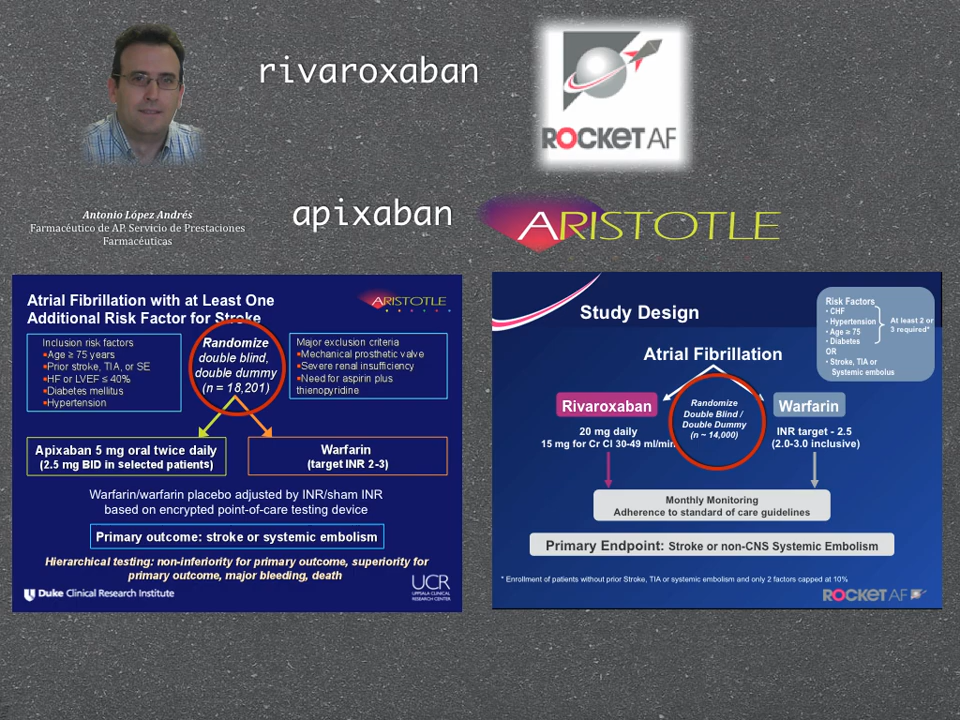 rivaroxaban
ROCKET AF
Antonio López Andrés
Farmacéutico de AP. Servicio de Prestaciones
Farmacéuticas
apixaban
ARISTOTLE
Atrial Fibrillation with at Least One
Additional Risk Factor for Stroke
ARISTOTLE
Inclusion risk factors
▪Age ≥ 75 years
▪Prior stroke, TIA, or SE
▪HF or LVEF ≤ 40%
▪Diabetes mellitus
▪Hypertension
Randomize
double blind,
double dummy
(n = 18,201)
Major exclusion criteria
▪Mechanical prosthetic valve
▪Severe renal insufficiency
▪Need for aspirin plus
thienopyridine
Apixaban 5 mg oral twice daily
(2.5 mg BID in selected patients)
Warfarin
(target INR 2-3)
Warfarin/warfarin placebo adjusted by INR/sham INR
based on encrypted point-of-care testing device
Primary outcome: stroke or systemic embolism
Hierarchical testing: non-inferiority for primary outcome, superiority for
primary outcome, major bleeding, death
Duke Clinical Research Institute
UCR
UPPSALA CLINICAL
RESEARCH CENTER
Study Design
Risk Factors
• CHF
• Hypertension
• Age ≥ 75
• Diabetes
OR
• Stroke, TIA or
Systemic embolus
At least 2 or
3 required*
Atrial Fibrillation
Rivaroxaban
20 mg daily
15 mg for Cr Cl 30-49 ml/min
Randomize
Double Blind /
Double Dummy
(n ~ 14,000)
Warfarin
INR target - 2.5
(2.0-3.0 inclusive)
Monthly Monitoring
Adherence to standard of care guidelines
Primary Endpoint: Stroke or non-CNS Systemic Embolism
* Enrollment of patients without prior Stroke, TIA or systemic embolism and only 2 factors capped at 10%
ROCKET AF